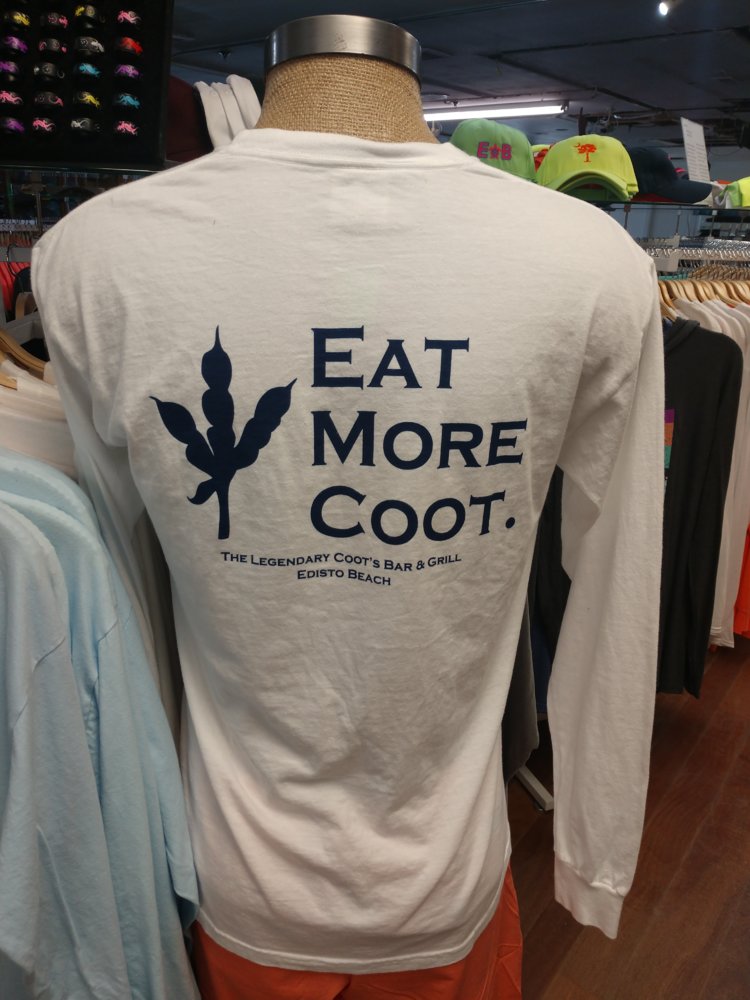 E★B
EAT
MORE
COOT.
THE LEGENDARY COOT'S BAR & GRILL
EDISTO BEACH